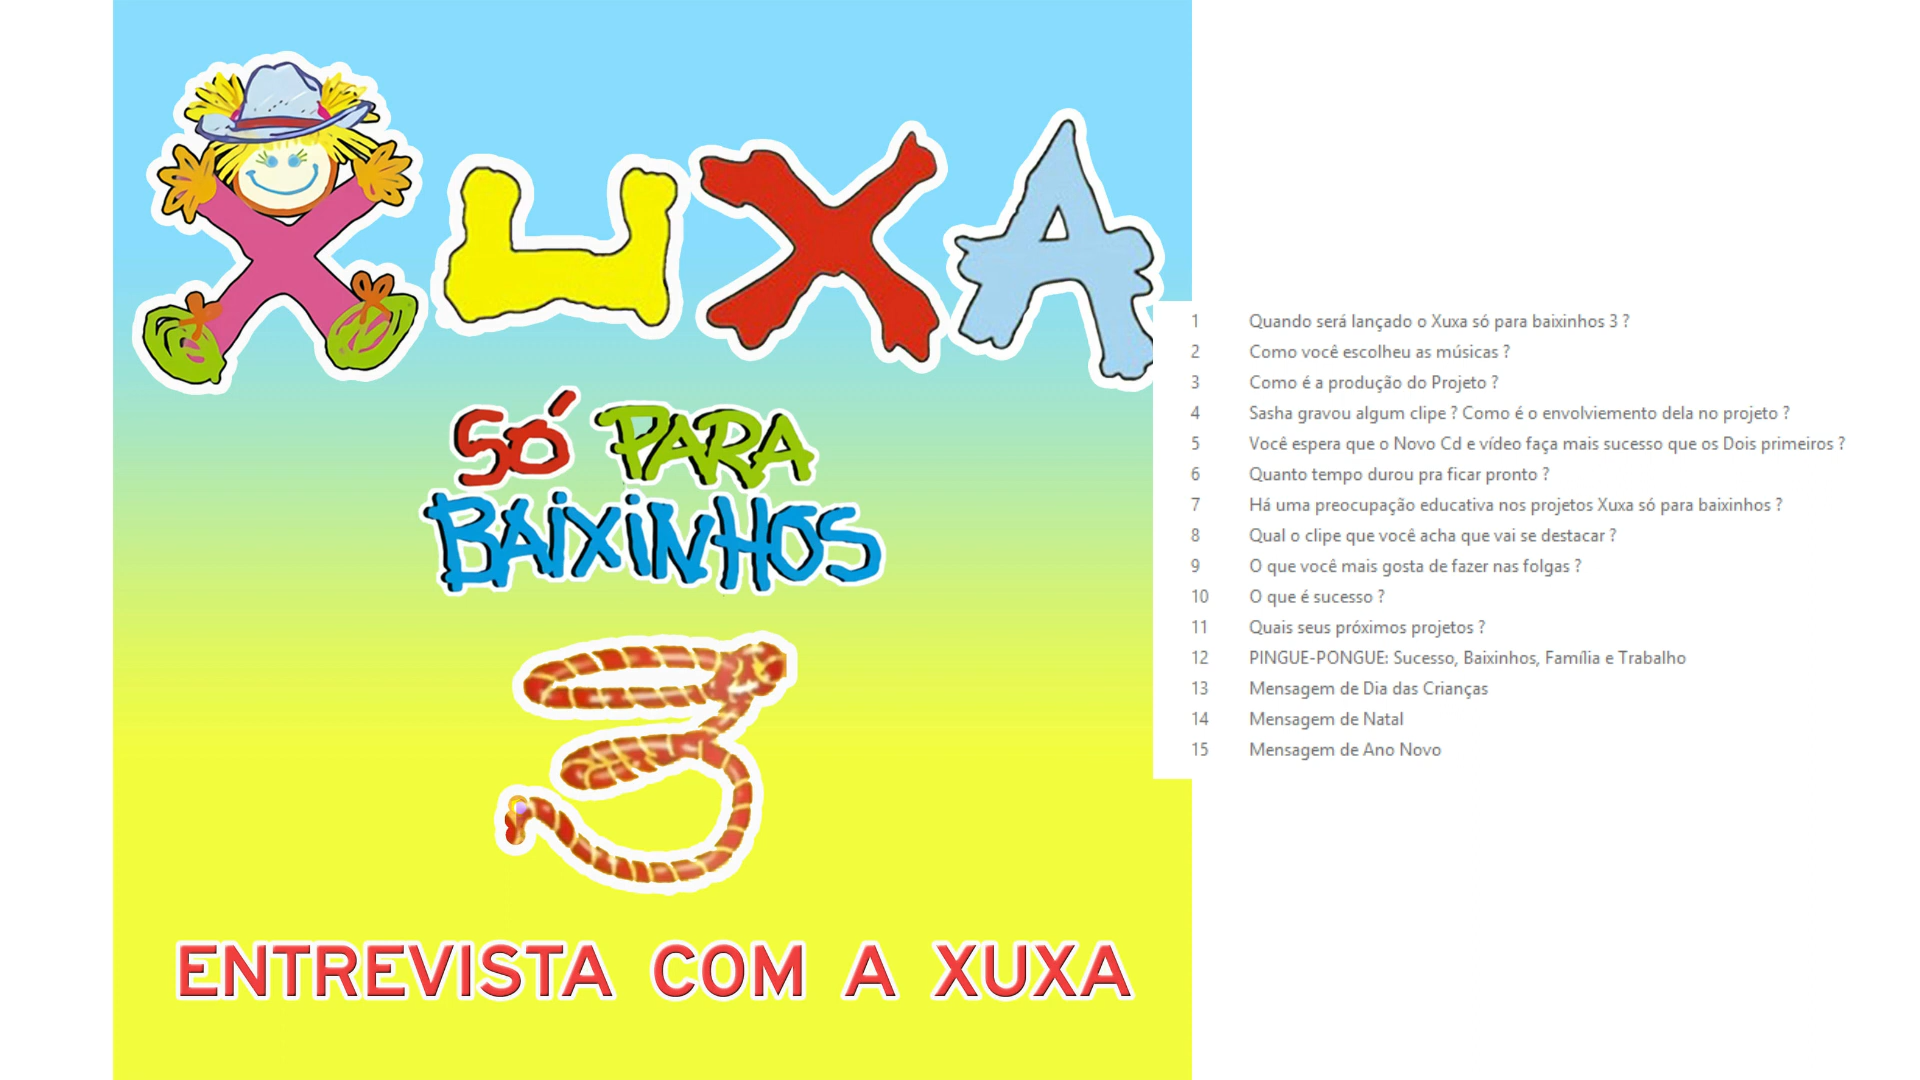 XUXA
SÓ PARA
BAIXINHOS
3
ENTREVISTA COM A XUXA
1 Quando será lançado o Xuxa só para baixinhos 3 ?
2 Como você escolheu as músicas ?
3 Como é a produção do Projeto ?
4 Sasha gravou algum clipe ? Como é o envolviemento dela no projeto ?
5 Você espera que o Novo Cd e vídeo faça mais sucesso que os Dois primeiros ?
6 Quanto tempo durou pra ficar pronto ?
7 Há uma preocupação educativa nos projetos Xuxa só para baixinhos ?
8 Qual o clipe que você acha que vai se destacar ?
9 O que você mais gosta de fazer nas folgas ?
10 O que é sucesso ?
11 Quais seus próximos projetos ?
12 PINGUE-PONGUE: Sucesso, Baixinhos, Família e Trabalho
13 Mensagem de Dia das Crianças
14 Mensagem de Natal
15 Mensagem de Ano Novo